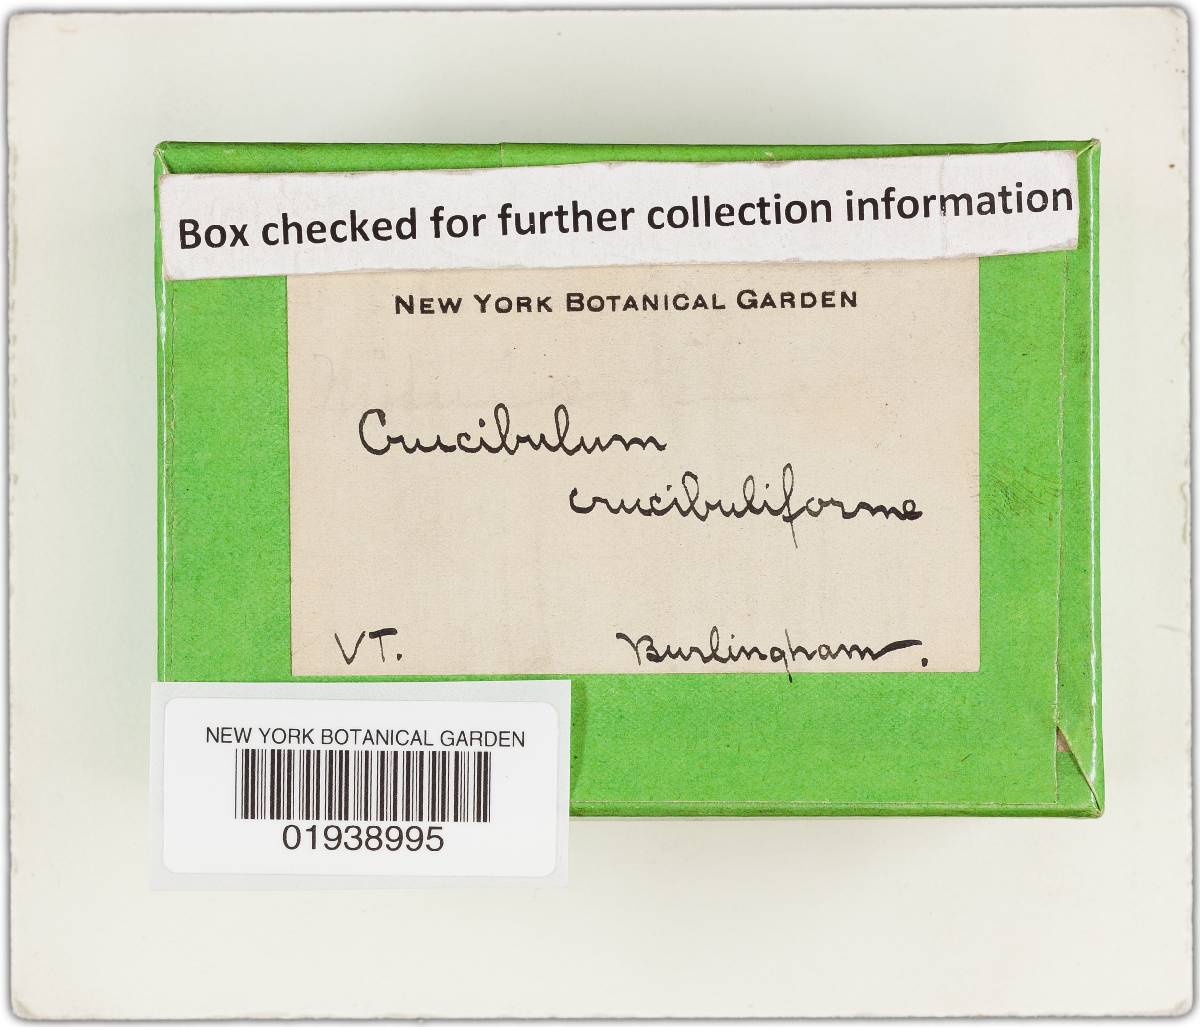 Box checked for further collection information
NEW YORK BOTANICAL GARDEN
Crucibulum
crucibuliforme
VT. Burlingham.
NEW YORK BOTANICAL GARDEN
01938995